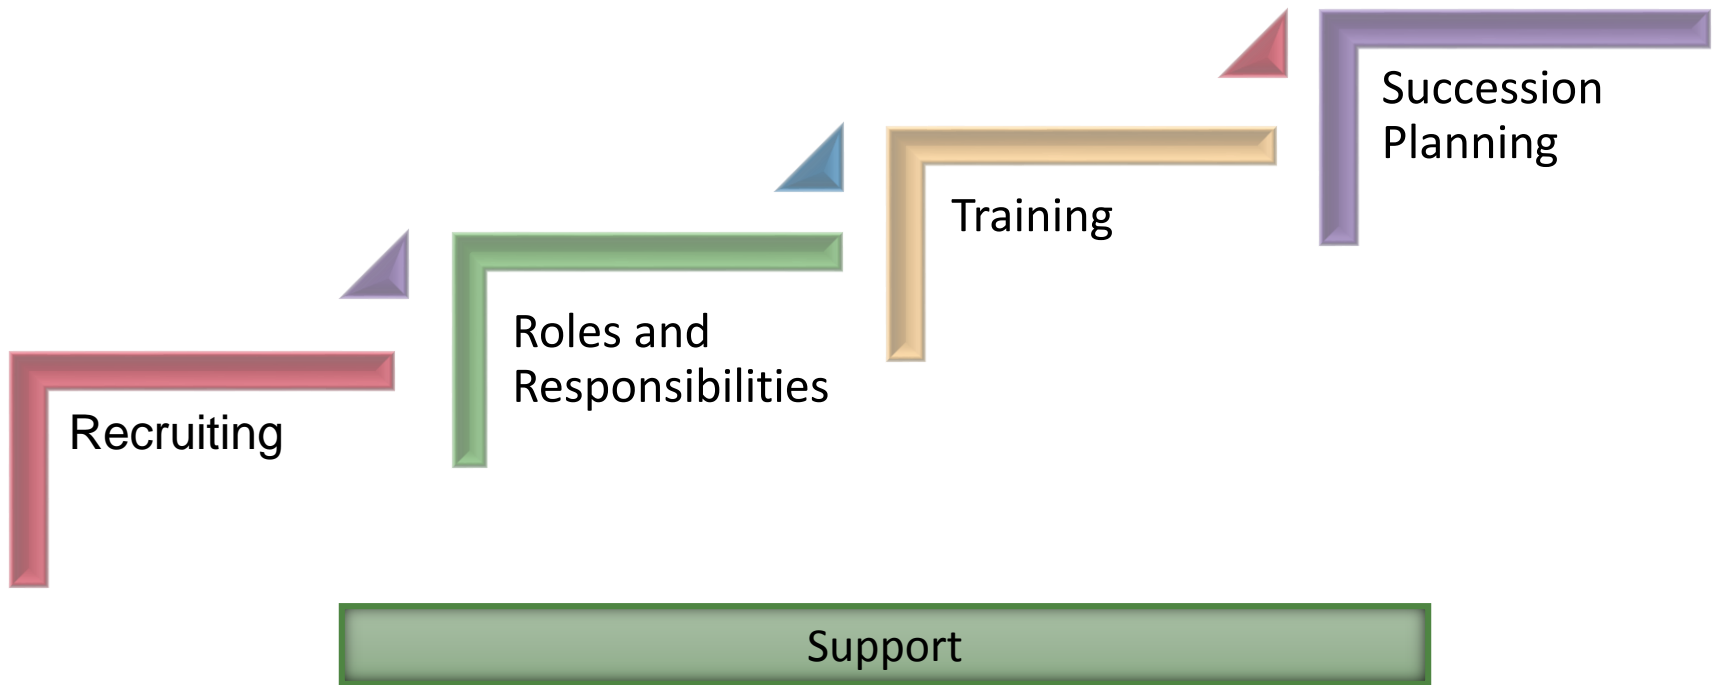 Succession
Planning
Training
Roles and
Responsibilities
Recruiting
Support